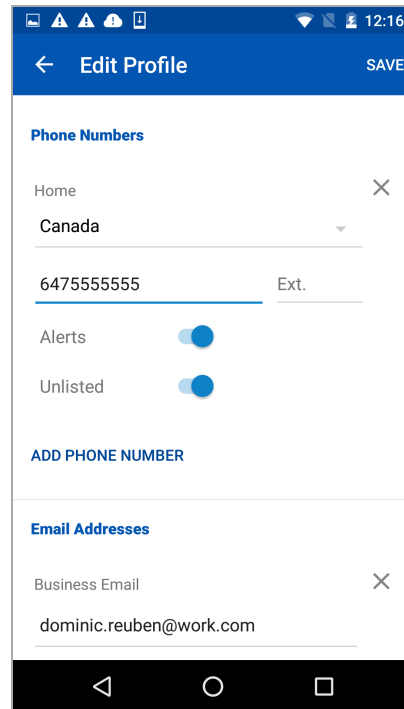 12:16
Edit Profile SAVE
Phone Numbers
Home
Canada
6475555555 Ext.
Alerts
Unlisted
ADD PHONE NUMBER
Email Addresses
Business Email
dominic.reuben@work.com